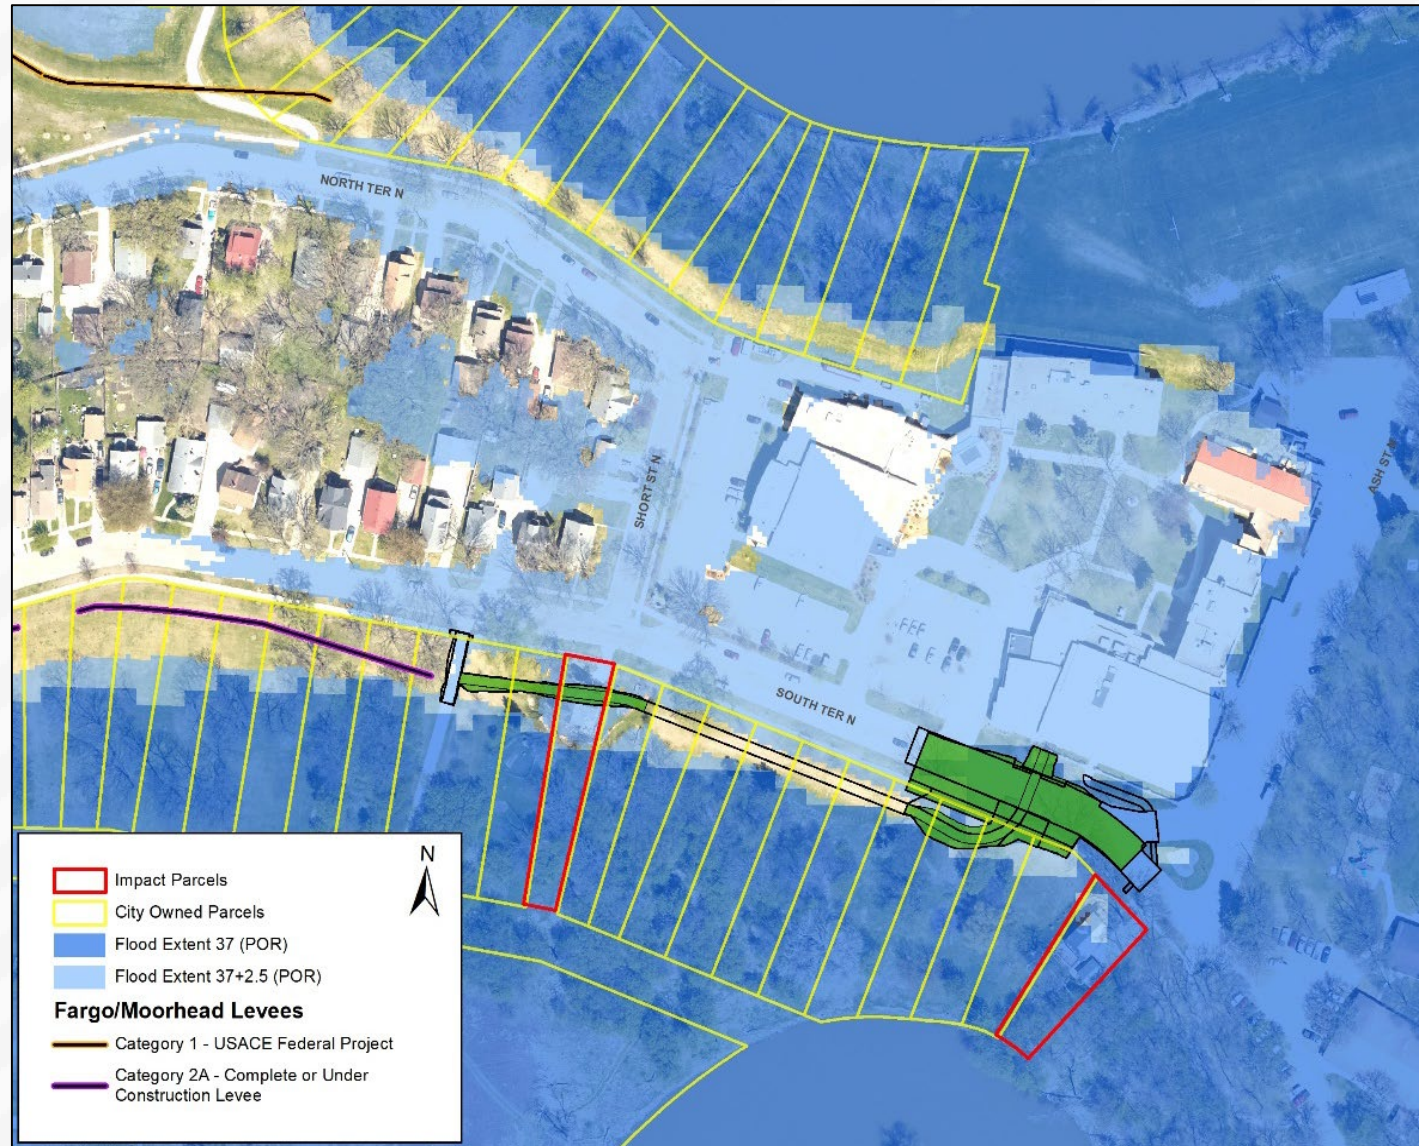 NORTH TER N
SHORT ST N
ASH ST N
SOUTH TER N
N
Impact Parcels
City Owned Parcels
Flood Extent 37 (POR)
Flood Extent 37+2.5 (POR)
Fargo/Moorhead Levees
Category 1 - USACE Federal Project
Category 2A - Complete or Under
Construction Levee